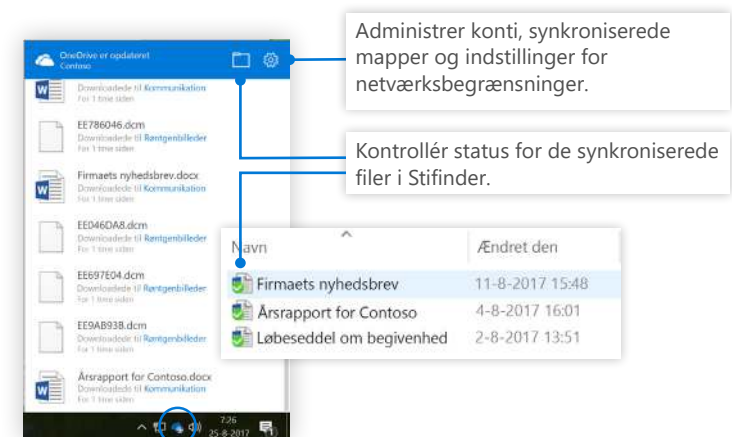 Administrer konti, synkroniserede
mapper og indstillinger for
netværksbegrænsninger.
OneDrive er opdateret
Contoso
Downloadede til Kommunikation
For 1 time siden
EE786046.dcm
Downloadede til Røntgenbilleder
For 1 time siden
Firmaets nyhedsbrev.docx
Downloadede til Kommunikation
For 1 time siden
EE046DA8.dcm
Downloadede til Røntgenbilleder
For 1 time siden
EE697E04.dcm
Downloadede til Røntgenbilleder
For 1 time siden
EE9AB93B.dcm
Downloadede til Røntgenbilleder
For 1 time siden
Årsrapport for Contoso.docx
Downloadede til Kommunikation
For 1 time siden
7.26
25-8-2017
Kontrollér status for de synkroniserede
filer i Stifinder.
Navn Ændret den
Firmaets nyhedsbrev 11-8-2017 15:48
Årsrapport for Contoso 4-8-2017 16:01
Løbeseddel om begivenhed 2-8-2017 13:51